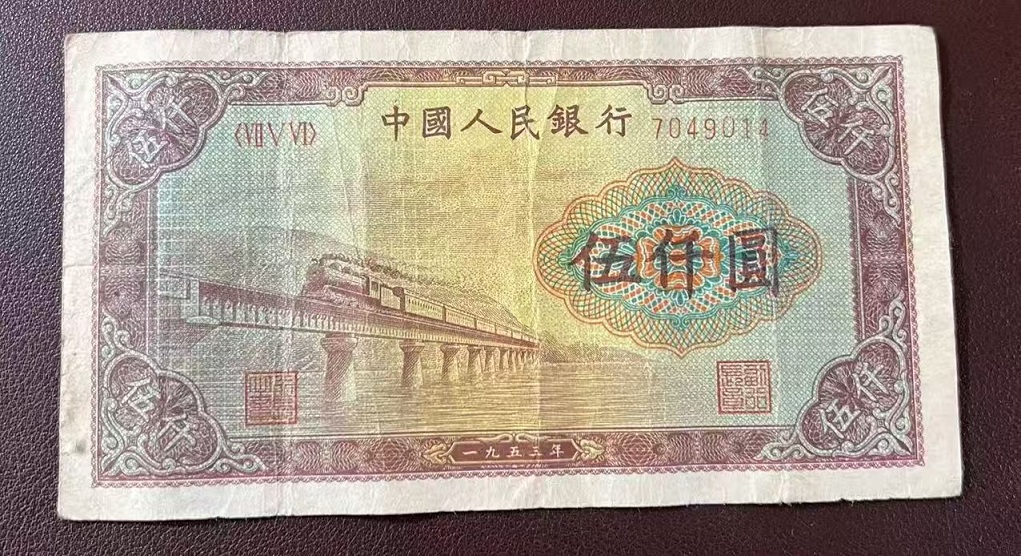 伍仟 伍仟
中國人民銀行
〈VII V VI〉 7049014
伍仟圓
伍仟 伍仟
一九五三年